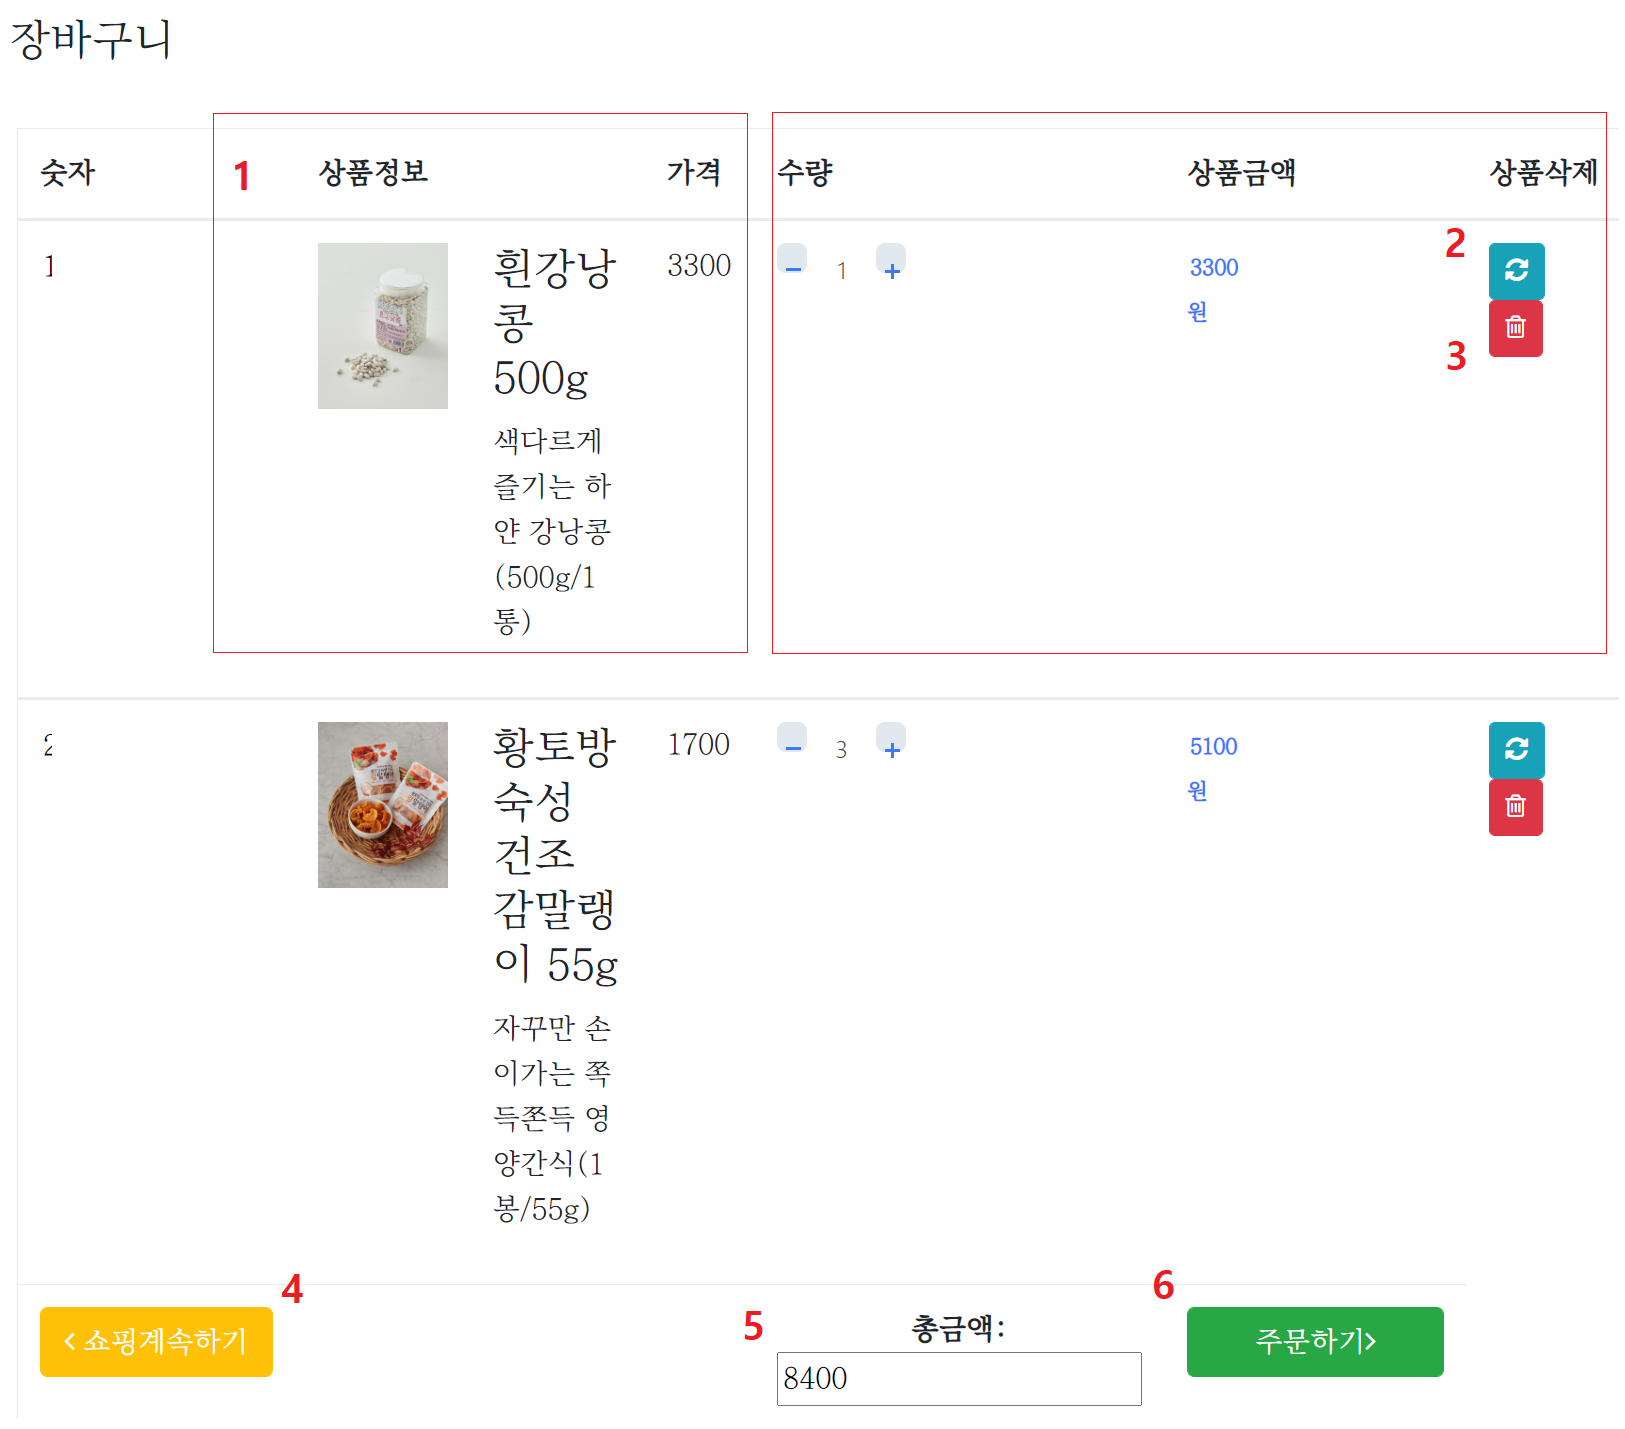 장바구니
숫자 1 상품정보 가격 수량 상품금액 상품삭제
1 흰강낭 3300 1 3300 2
콩 원
500g 3
색다르게
즐기는 하
얀 강낭콩
(500g/1
통)
2 황토방 1700 3 5100
숙성 원
건조
감말랭
이 55g
자꾸만 손
이가는 쪽
득쫀득 영
양간식(1
봉/55g)
4 6
쇼핑계속하기 5 총금액: 주문하기
8400